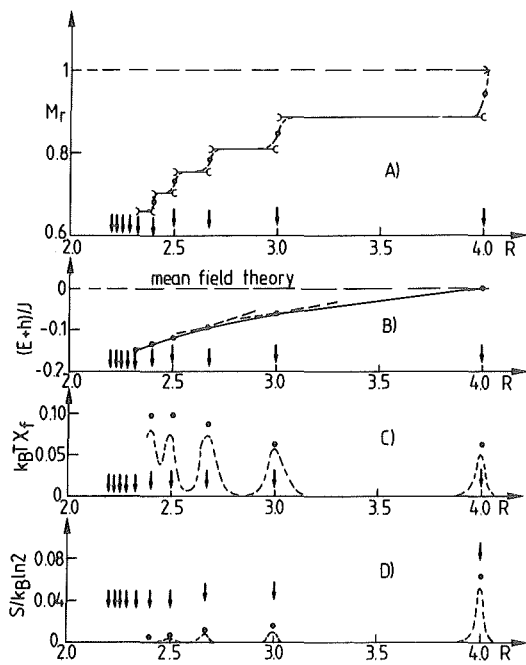 1
M_r
0.8
A)
0.6
2.0 2.5 3.0 3.5 4.0 R
mean field theory
0
(E+h)/J
-0.1
B)
-0.2
2.0 2.5 3.0 3.5 4.0 R
0.10
k_BTχ_f
0.05
C)
0
2.0 2.5 3.0 3.5 4.0 R
S/k_Bln2
0.08
0.04
D)
0
2.0 2.5 3.0 3.5 4.0 R